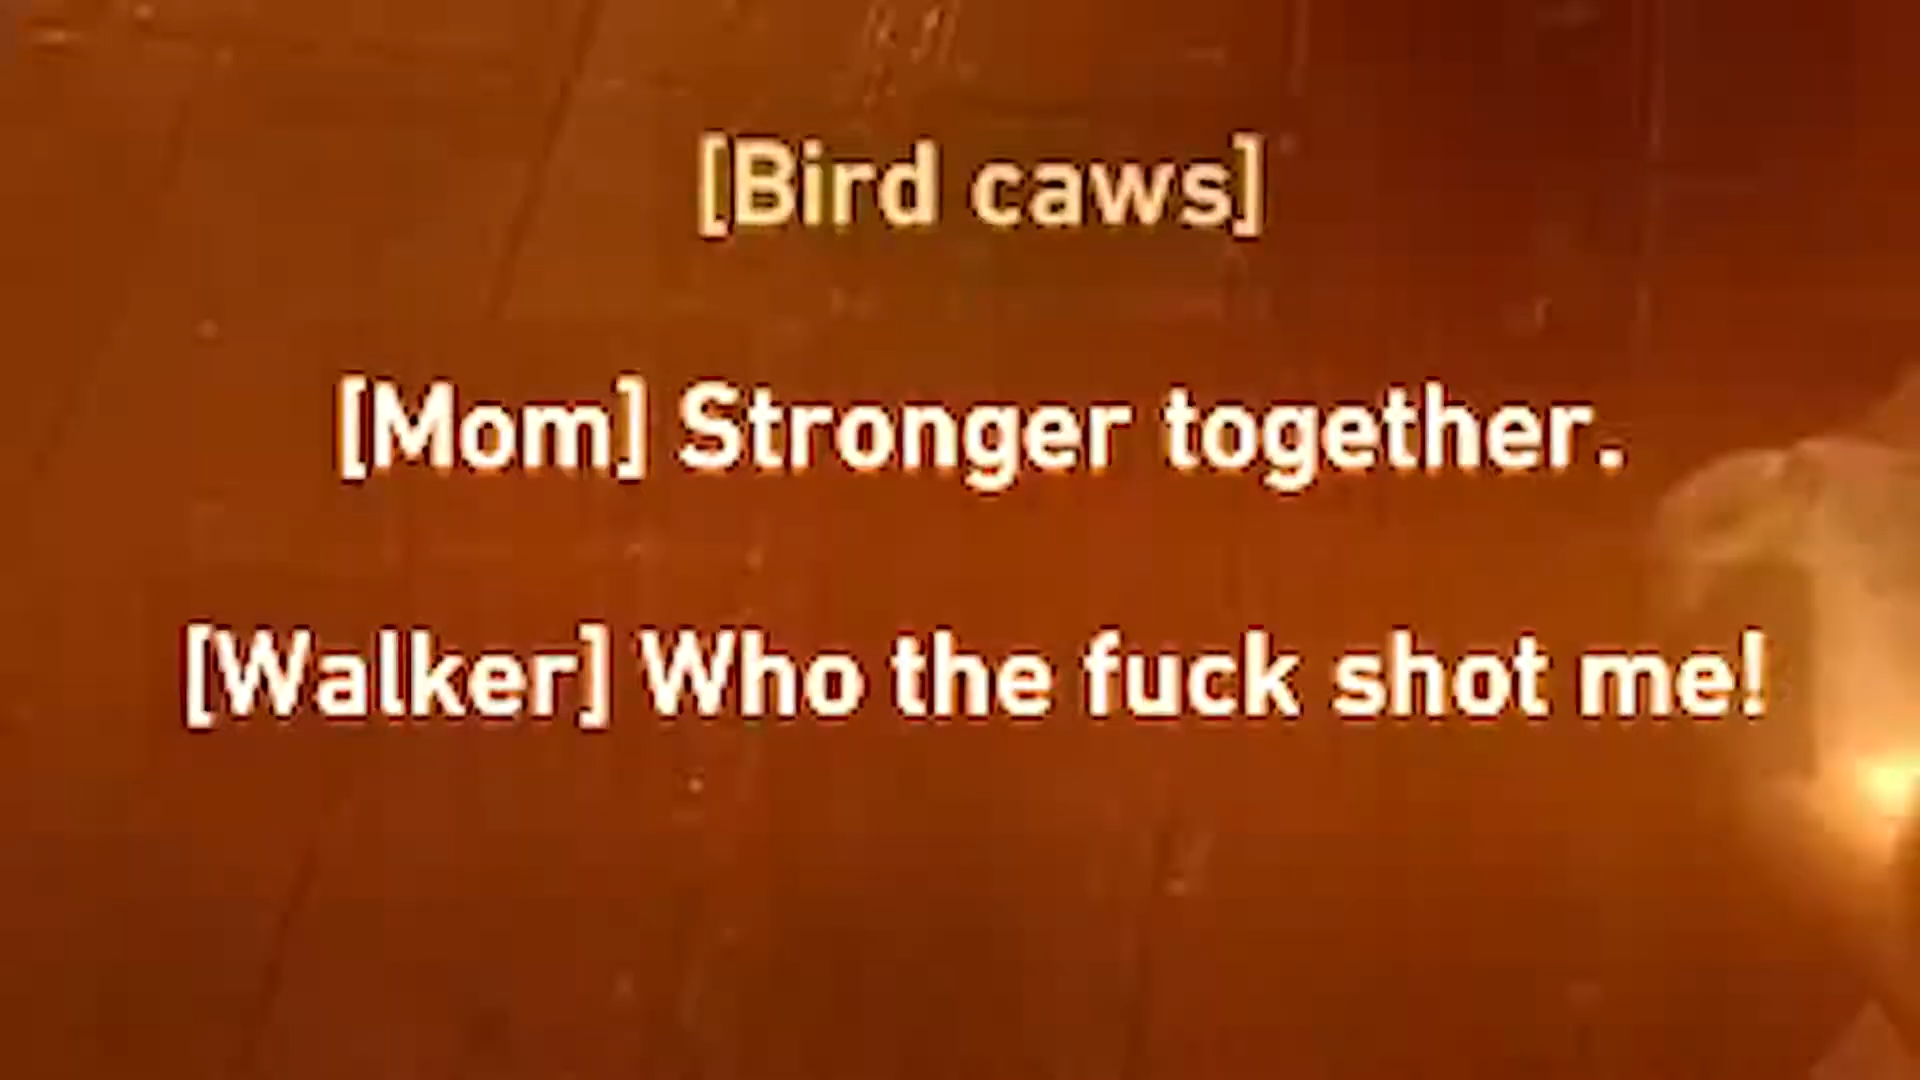 [Bird caws]
[Mom] Stronger together.
[Walker] Who the fuck shot me!